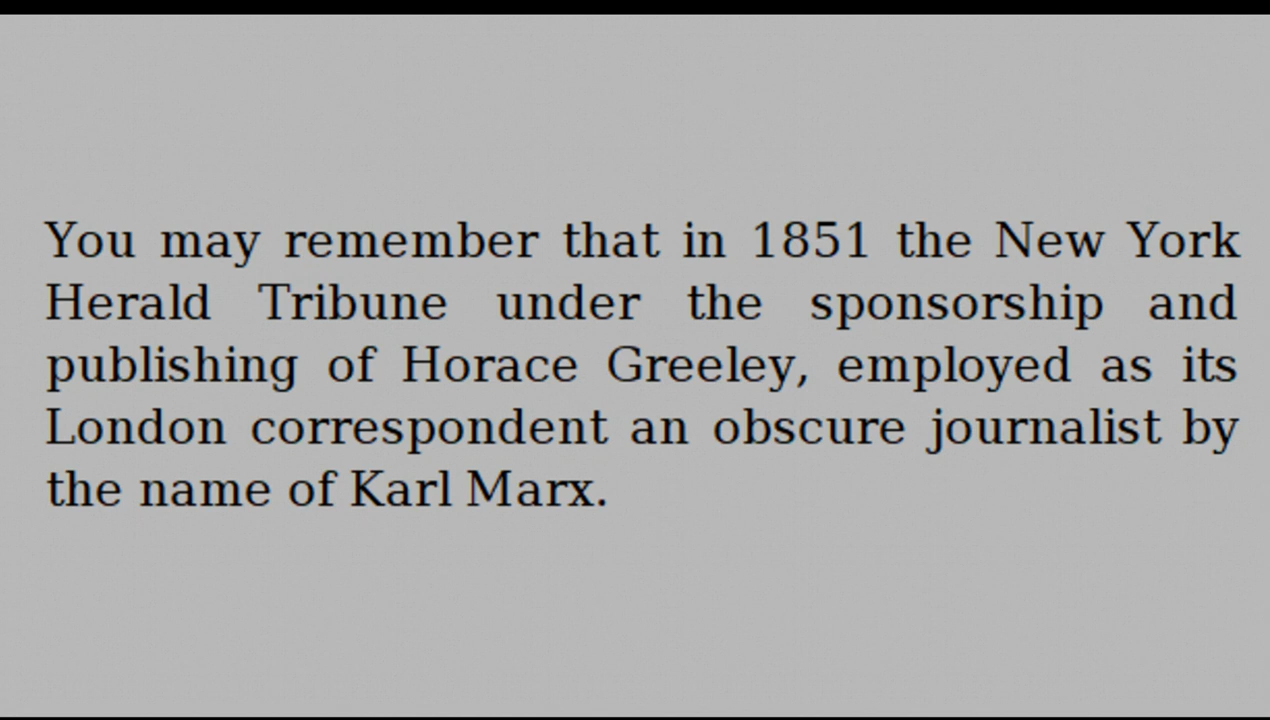 You may remember that in 1851 the New York
Herald Tribune under the sponsorship and
publishing of Horace Greeley, employed as its
London correspondent an obscure journalist by
the name of Karl Marx.